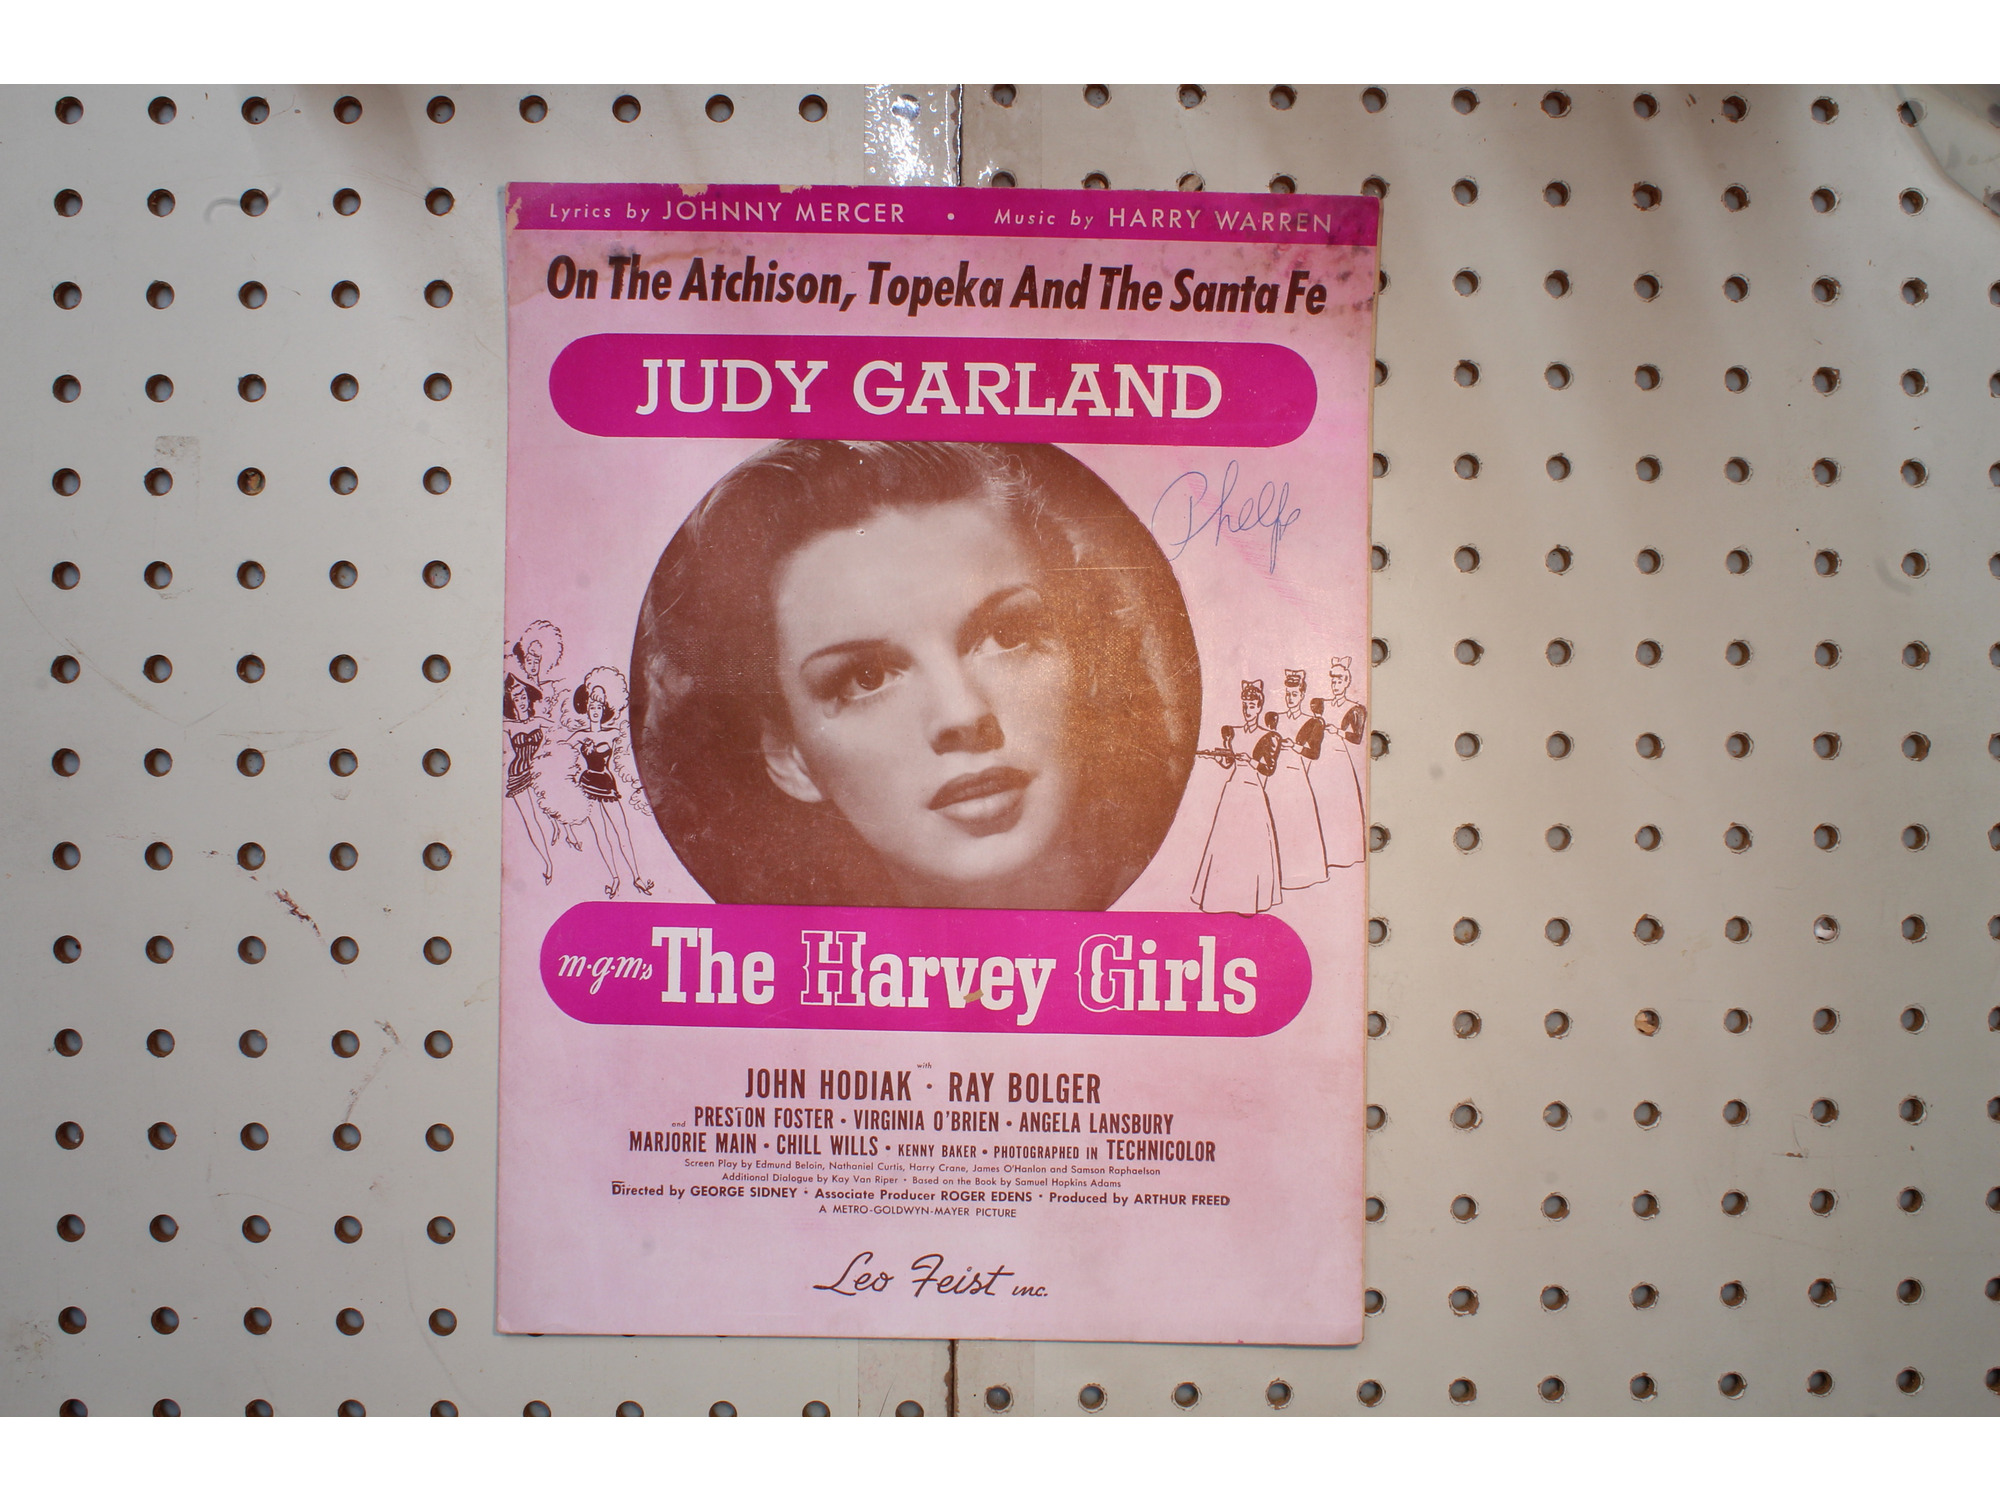 Lyrics by JOHNNY MERCER • Music by HARRY WARREN
On The Atchison, Topeka And The Santa Fe
JUDY GARLAND
Phelps
m·g·m's The Harvey Girls
with
JOHN HODIAK • RAY BOLGER
and PRESTON FOSTER • VIRGINIA O'BRIEN • ANGELA LANSBURY
MARJORIE MAIN • CHILL WILLS • KENNY BAKER • PHOTOGRAPHED IN TECHNICOLOR
Screen Play by Edmund Beloin, Nathaniel Curtis, Harry Crane, James O'Hanlon and Samson Raphaelson
Additional Dialogue by Kay Van Riper • Based on the Book by Samuel Hopkins Adams
Directed by GEORGE SIDNEY • Associate Producer ROGER EDENS • Produced by ARTHUR FREED
A METRO-GOLDWYN-MAYER PICTURE
Leo Feist inc.